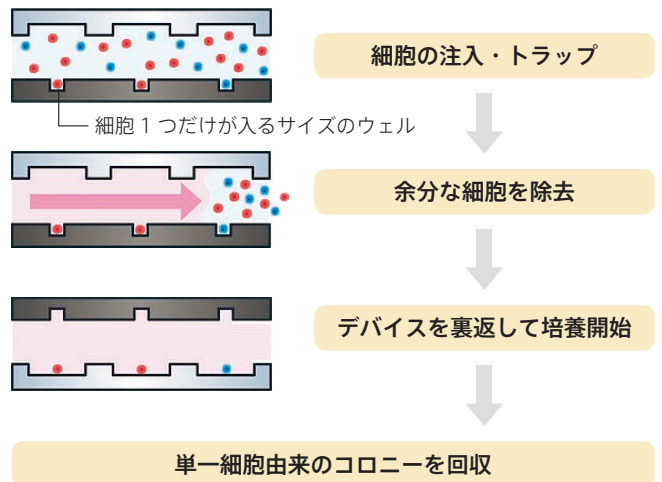 細胞の注入・トラップ
細胞 1 つだけが入るサイズのウェル
余分な細胞を除去
デバイスを裏返して培養開始
単一細胞由来のコロニーを回収